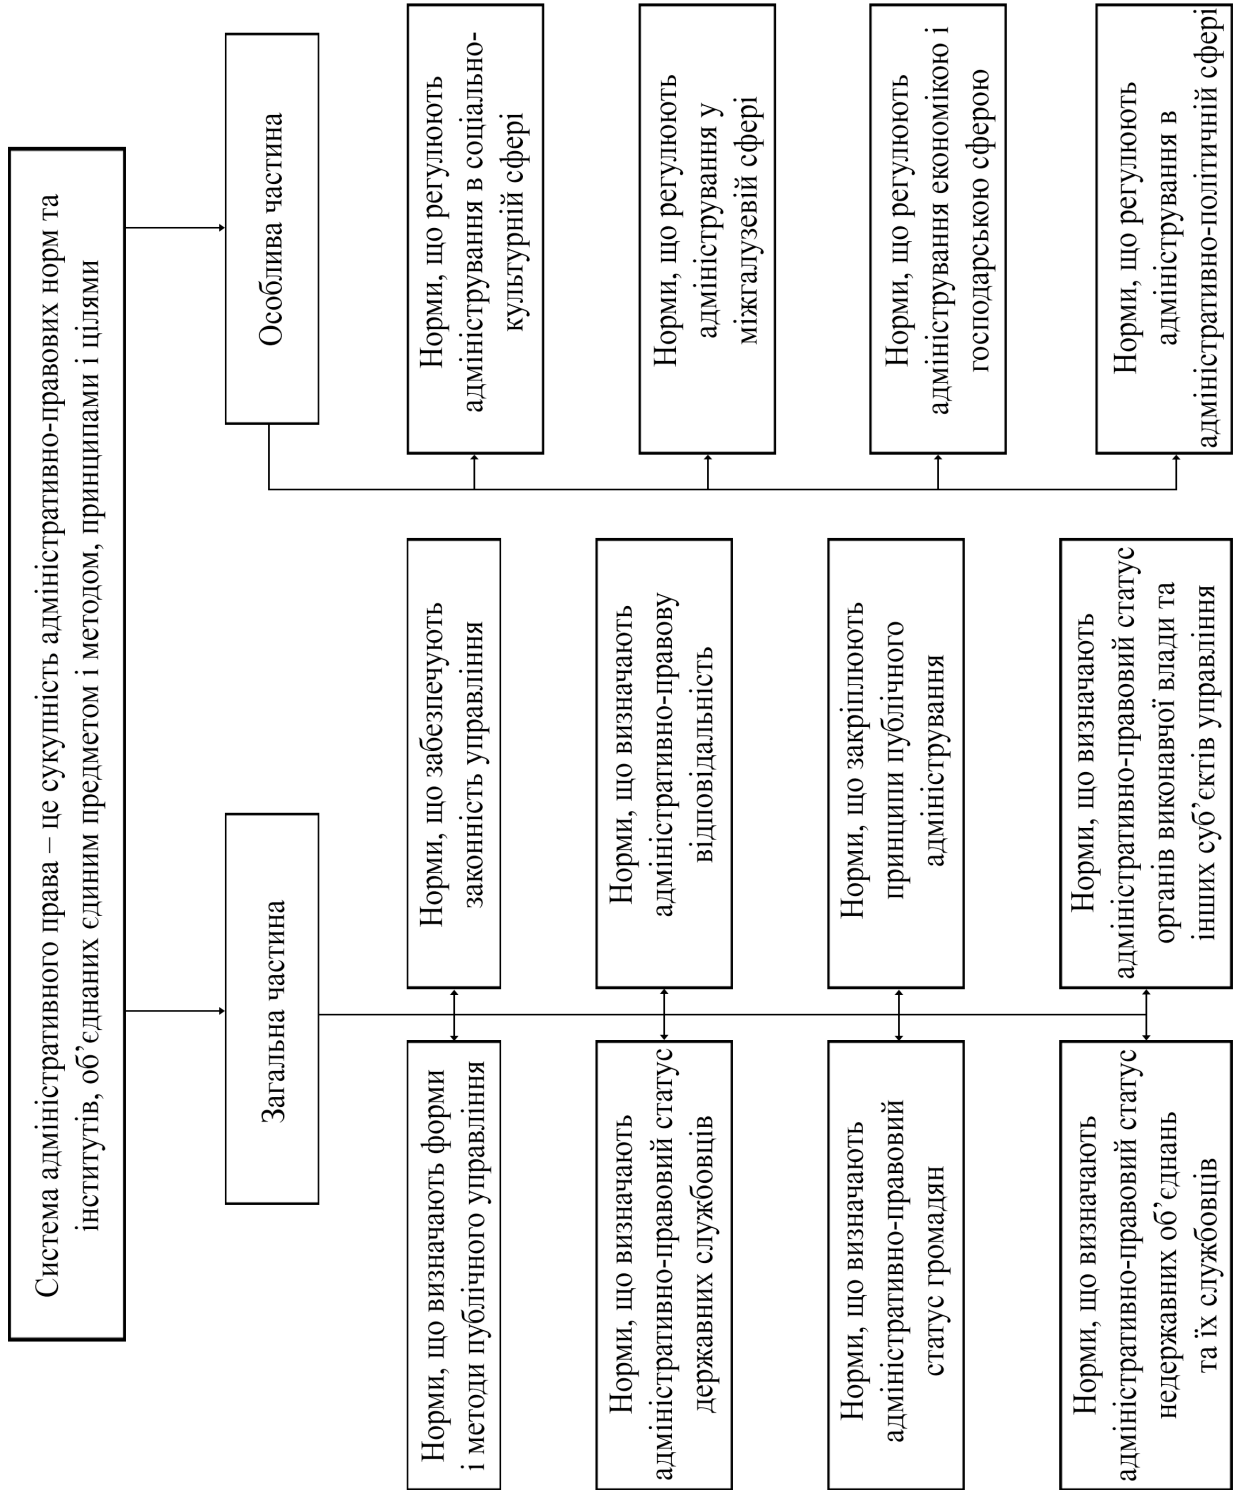 Система адміністративного права – це сукупність адміністративно-правових норм та
інститутів, об’єднаних єдиним предметом і методом, принципами і цілями
Загальна частина
Особлива частина
Норми, що визначають форми
і методи публічного управління
Норми, що забезпечують
законність управління
Норми, що регулюють
адміністрування в соціально-
культурній сфері
Норми, що визначають
адміністративно-правовий статус
державних службовців
Норми, що визначають
адміністративно-правову
відповідальність
Норми, що регулюють
адміністрування у
міжгалузевій сфері
Норми, що визначають
адміністративно-правовий
статус громадян
Норми, що закріплюють
принципи публічного
адміністрування
Норми, що регулюють
адміністрування економікою і
господарською сферою
Норми, що визначають
адміністративно-правовий статус
недержавних об’єднань
та їх службовців
Норми, що визначають
адміністративно-правовий статус
органів виконавчої влади та
інших суб’єктів управління
Норми, що регулюють
адміністрування в
адміністративно-політичній сфері